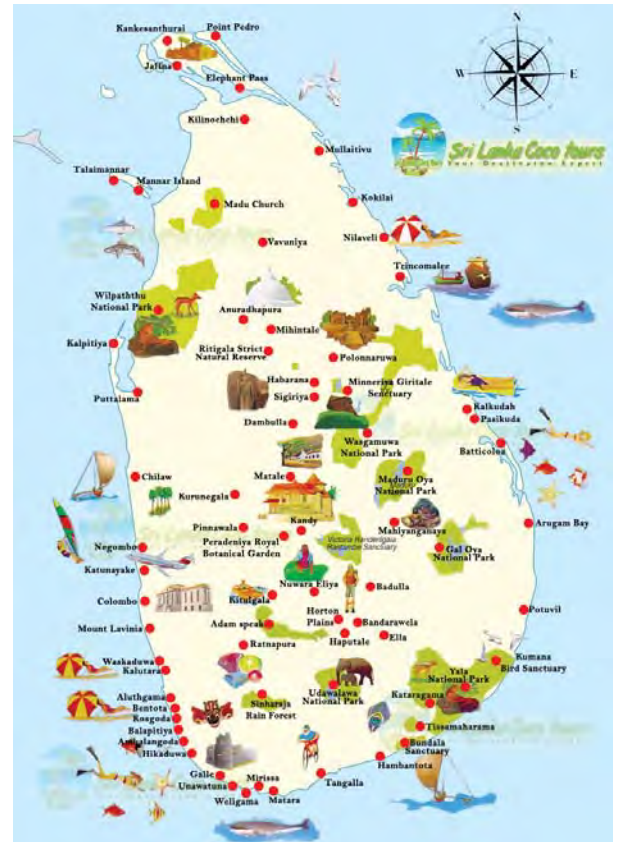 Kankesanthurai
Point Pedro
Jaffna
Elephant Pass
Kilinochchi
N
W
E
S
Sri Lanka Coco tours
Your Destination Expert
Mullaitivu
Talaimannar
Mannar Island
Madu Church
Kokilai
Vavuniya
Nilaveli
Trincomalee
Wilpaththu
National Park
Anuradhapura
Mihintale
Kalpitiya
Ritigala Strict
Natural Reserve
Polonnaruwa
Habarana
Sigiriya
Minneriya Giritale
Senctuary
Puttalama
Kalkudah
Pasikuda
Dambulla
Wasgamuwa
National Park
Batticoloa
Chilaw
Matale
Maduru Oya
National Park
Kurunegala
Pinnawala
Kandy
Mahiyanganaya
Arugam Bay
Peradeniya Royal
Botanical Garden
Victoria Randenigala
Rantambe Sanctuary
Gal Oya
National Park
Negombo
Katunayake
Nuwara Eliya
Badulla
Colombo
Kitulgala
Potuvil
Horton
Plains
Bandarawela
Mount Lavinia
Adam speak
Haputale
Ella
Ratnapura
Waskaduwa
Kalutara
Kumana
Bird Sanctuary
Yala
National Park
Udawalawa
National Park
Kataragama
Aluthgama
Bentota
Kosgoda
Balapitiya
Ambalangoda
Hikaduwa
Sinharaja
Rain Forest
Tissamaharama
Bundala
Sanctuary
Hambantota
Galle
Unawatuna
Mirissa
Weligama
Matara
Tangalla